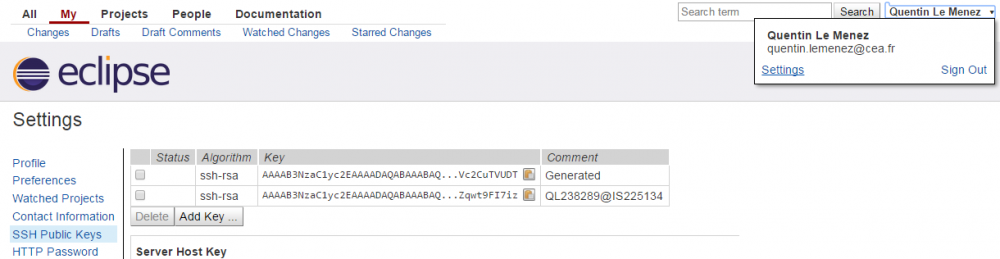 All My Projects People Documentation
Search term Search Quentin Le Menez ▾
Changes Drafts Draft Comments Watched Changes Starred Changes
Quentin Le Menez
quentin.lemenez@cea.fr
Settings Sign Out
eclipse
Settings
Profile
Preferences
Watched Projects
Contact Information
SSH Public Keys
HTTP Password
Status Algorithm Key Comment
ssh-rsa AAAAB3NzaC1yc2EAAAADAQABAAABAQ...Vc2CuTVUDT Generated
ssh-rsa AAAAB3NzaC1yc2EAAAADAQABAAABAQ...Zqwt9FI7iz QL238289@IS225134
Delete Add Key ...
Server Host Key